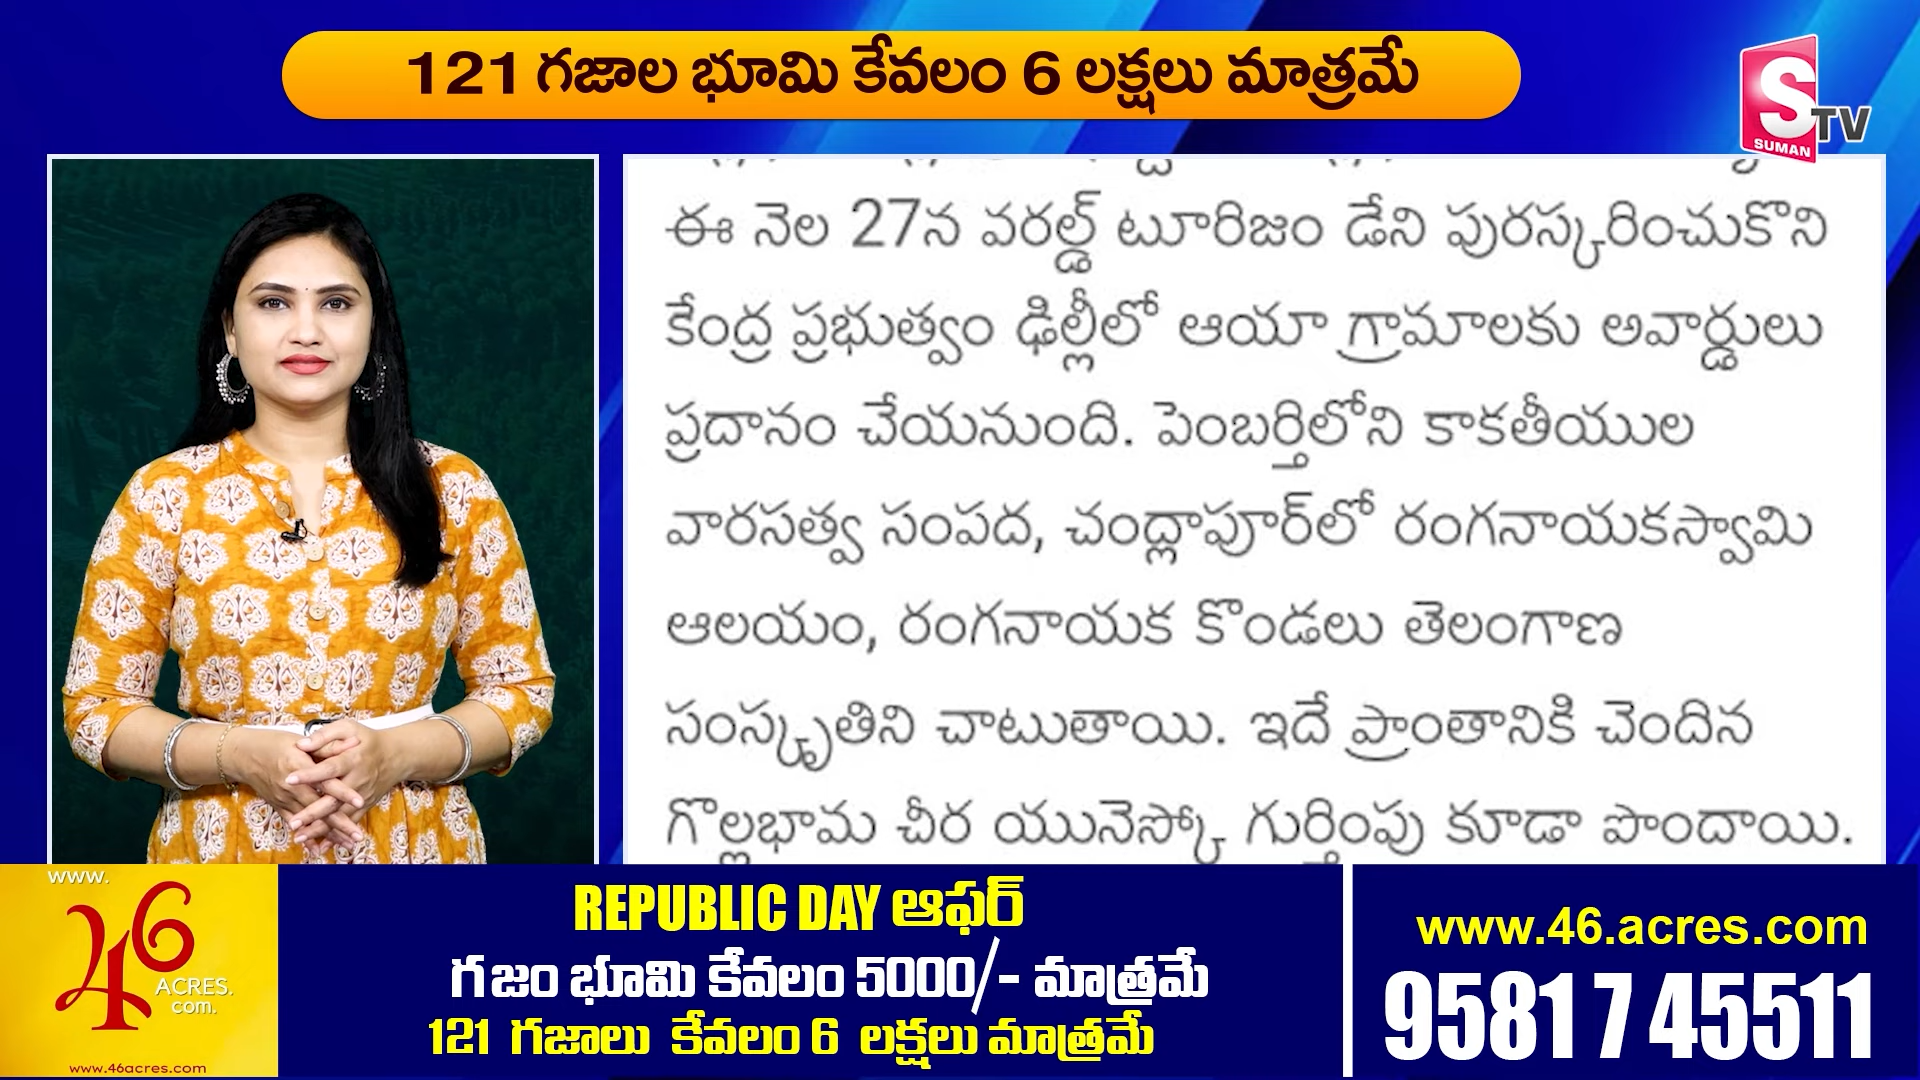 121 గజాల భూమి కేవలం 6 లక్షలు మాత్రమే
S TV
SUMAN
ఈ నెల 27న వరల్డ్ టూరిజం డేని పురస్కరించుకొని
కేంద్ర ప్రభుత్వం ఢిల్లీలో ఆయా గ్రామాలకు అవార్డులు
ప్రదానం చేయనుంది. పెంబర్తిలోని కాకతీయుల
వారసత్వ సంపద, చంద్లాపూర్‌లో రంగనాయకస్వామి
ఆలయం, రంగనాయక కొండలు తెలంగాణ
సంస్కృతిని చాటుతాయి. ఇదే ప్రాంతానికి చెందిన
గొల్లభామ చీర యునెస్కో గుర్తింపు కూడా పొందాయి.
www.
46
ACRES.
com.
www.46acres.com
REPUBLIC DAY ఆఫర్
గజం భూమి కేవలం 5000/- మాత్రమే
121 గజాలు కేవలం 6 లక్షలు మాత్రమే
www.46.acres.com
9581745511